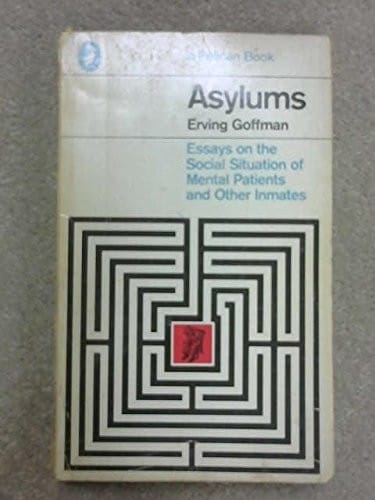 a Pelican Book
Asylums
Erving Goffman
Essays on the
Social Situation of
Mental Patients
and Other Inmates